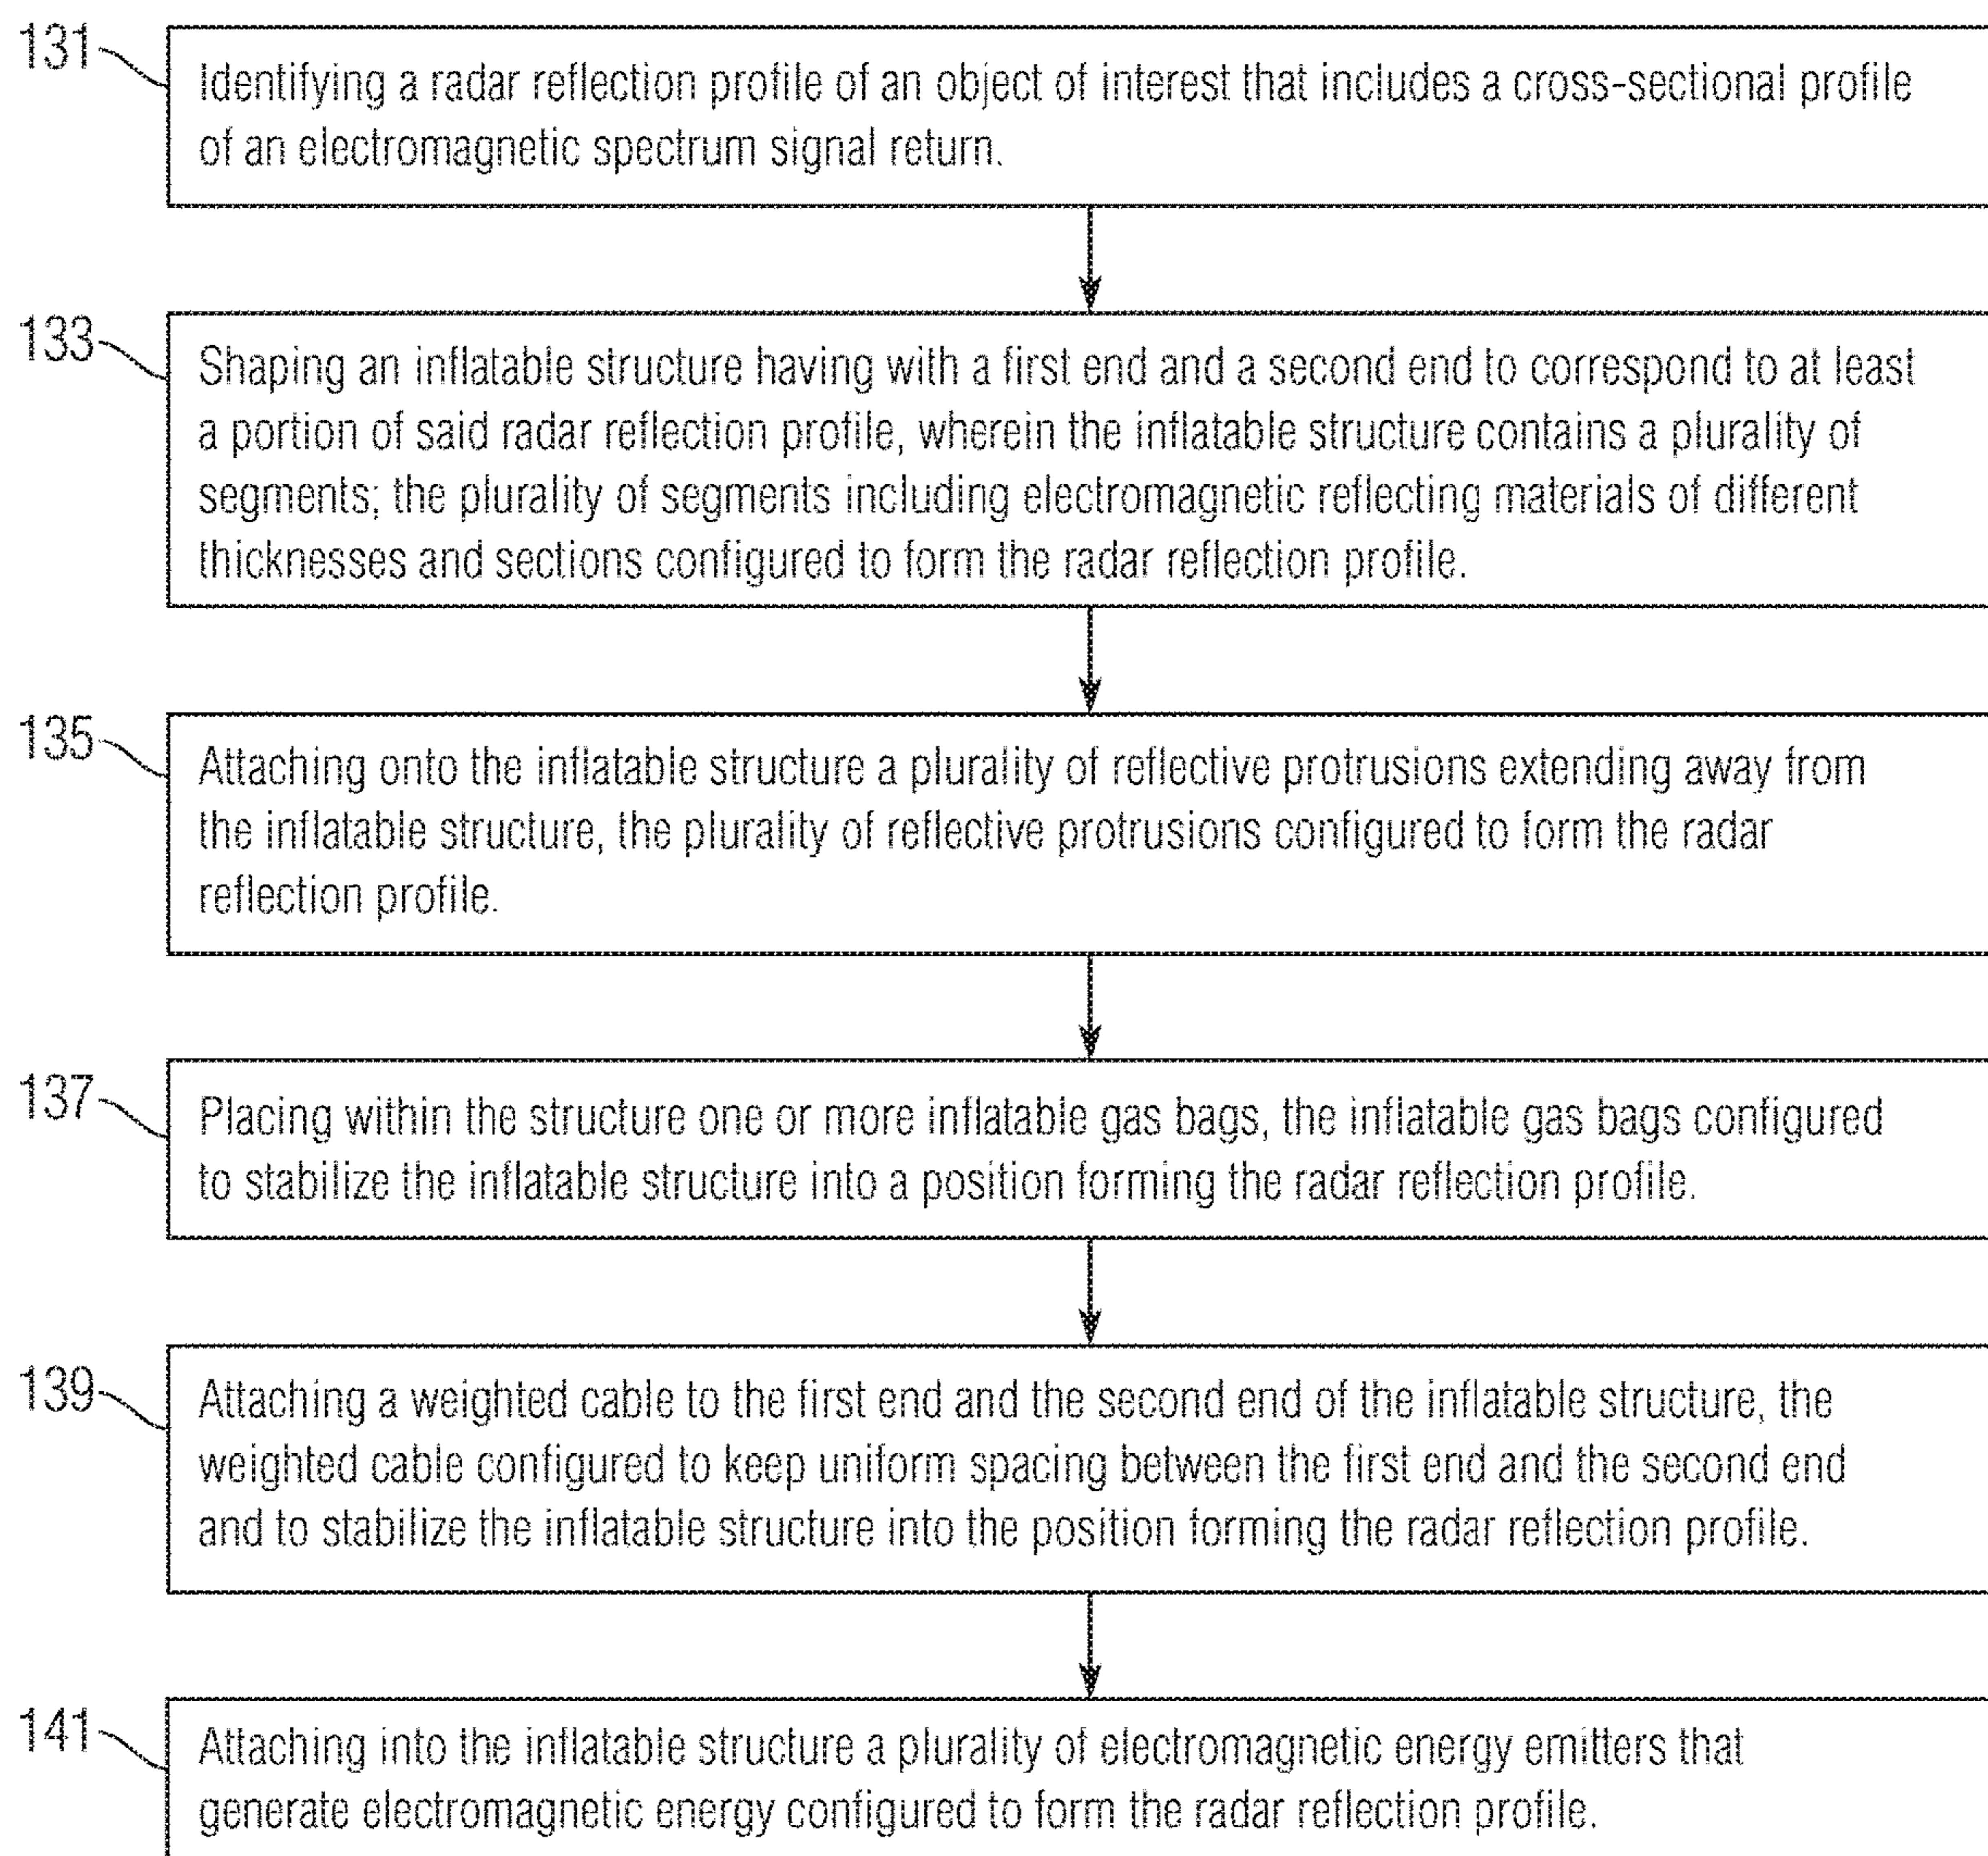 131
Identifying a radar reflection profile of an object of interest that includes a cross-sectional profile
of an electromagnetic spectrum signal return.
133
Shaping an inflatable structure having with a first end and a second end to correspond to at least
a portion of said radar reflection profile, wherein the inflatable structure contains a plurality of
segments; the plurality of segments including electromagnetic reflecting materials of different
thicknesses and sections configured to form the radar reflection profile.
135
Attaching onto the inflatable structure a plurality of reflective protrusions extending away from
the inflatable structure, the plurality of reflective protrusions configured to form the radar
reflection profile.
137
Placing within the structure one or more inflatable gas bags, the inflatable gas bags configured
to stabilize the inflatable structure into a position forming the radar reflection profile.
139
Attaching a weighted cable to the first end and the second end of the inflatable structure, the
weighted cable configured to keep uniform spacing between the first end and the second end
and to stabilize the inflatable structure into the position forming the radar reflection profile.
141
Attaching into the inflatable structure a plurality of electromagnetic energy emitters that
generate electromagnetic energy configured to form the radar reflection profile.